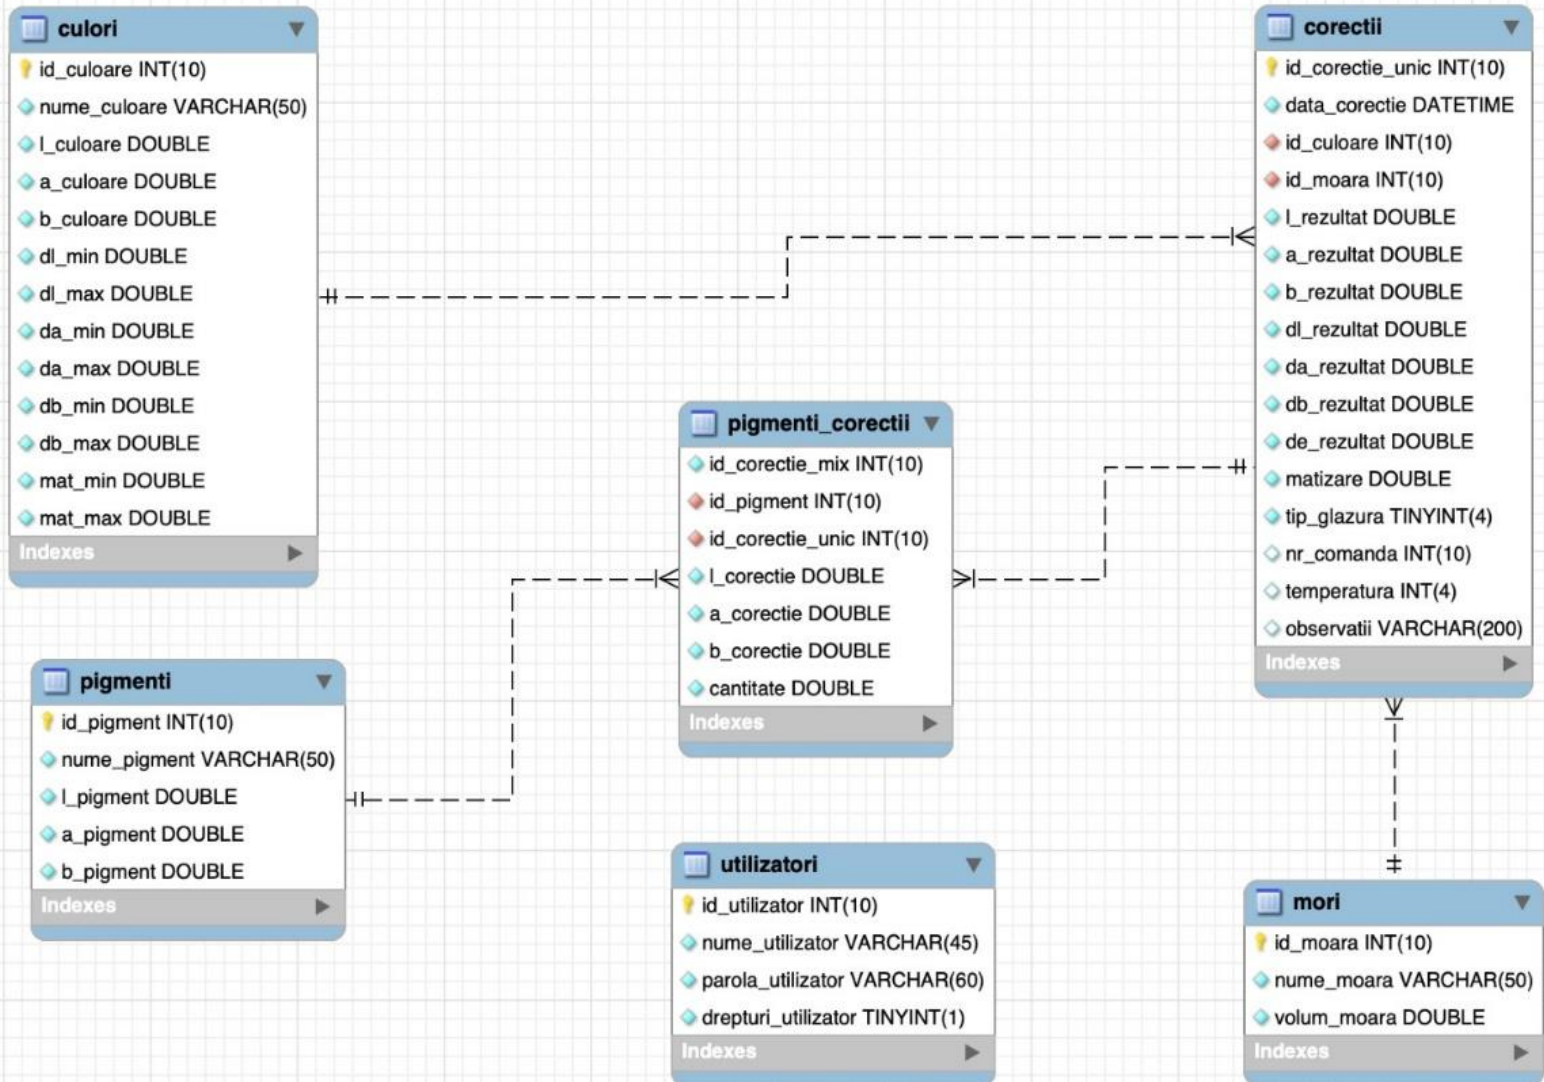 culori
id_culoare INT(10)
nume_culoare VARCHAR(50)
l_culoare DOUBLE
a_culoare DOUBLE
b_culoare DOUBLE
dl_min DOUBLE
dl_max DOUBLE
da_min DOUBLE
da_max DOUBLE
db_min DOUBLE
db_max DOUBLE
mat_min DOUBLE
mat_max DOUBLE
Indexes
corectii
id_corectie_unic INT(10)
data_corectie DATETIME
id_culoare INT(10)
id_moara INT(10)
l_rezultat DOUBLE
a_rezultat DOUBLE
b_rezultat DOUBLE
dl_rezultat DOUBLE
da_rezultat DOUBLE
db_rezultat DOUBLE
de_rezultat DOUBLE
matizare DOUBLE
tip_glazura TINYINT(4)
nr_comanda INT(10)
temperatura INT(4)
observatii VARCHAR(200)
Indexes
pigmenti_corectii
id_corectie_mix INT(10)
id_pigment INT(10)
id_corectie_unic INT(10)
l_corectie DOUBLE
a_corectie DOUBLE
b_corectie DOUBLE
cantitate DOUBLE
Indexes
pigmenti
id_pigment INT(10)
nume_pigment VARCHAR(50)
l_pigment DOUBLE
a_pigment DOUBLE
b_pigment DOUBLE
Indexes
utilizatori
id_utilizator INT(10)
nume_utilizator VARCHAR(45)
parola_utilizator VARCHAR(60)
drepturi_utilizator TINYINT(1)
Indexes
mori
id_moara INT(10)
nume_moara VARCHAR(50)
volum_moara DOUBLE
Indexes